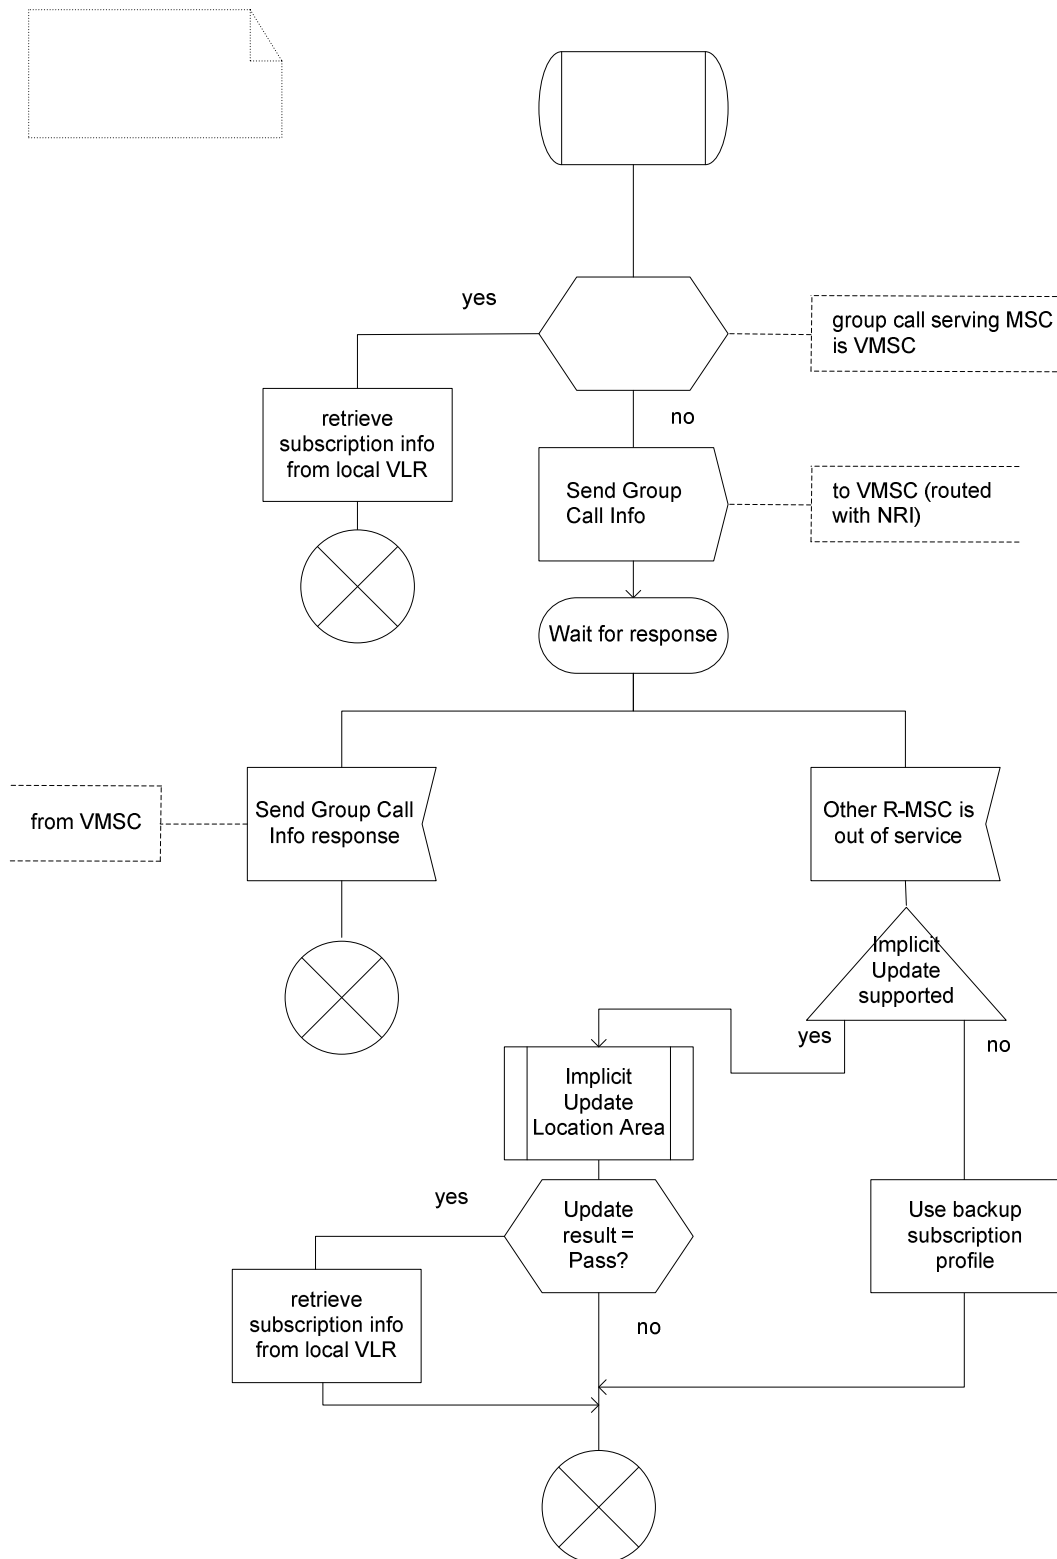 yes
group call serving MSC
is VMSC
retrieve
subscription info
from local VLR
no
Send Group
Call Info
to VMSC (routed
with NRI)
Wait for response
from VMSC
Send Group Call
Info response
Other R-MSC is
out of service
Implicit
Update
supported
yes
no
Implicit
Update
Location Area
yes
Update
result =
Pass?
Use backup
subscription
profile
retrieve
subscription info
from local VLR
no